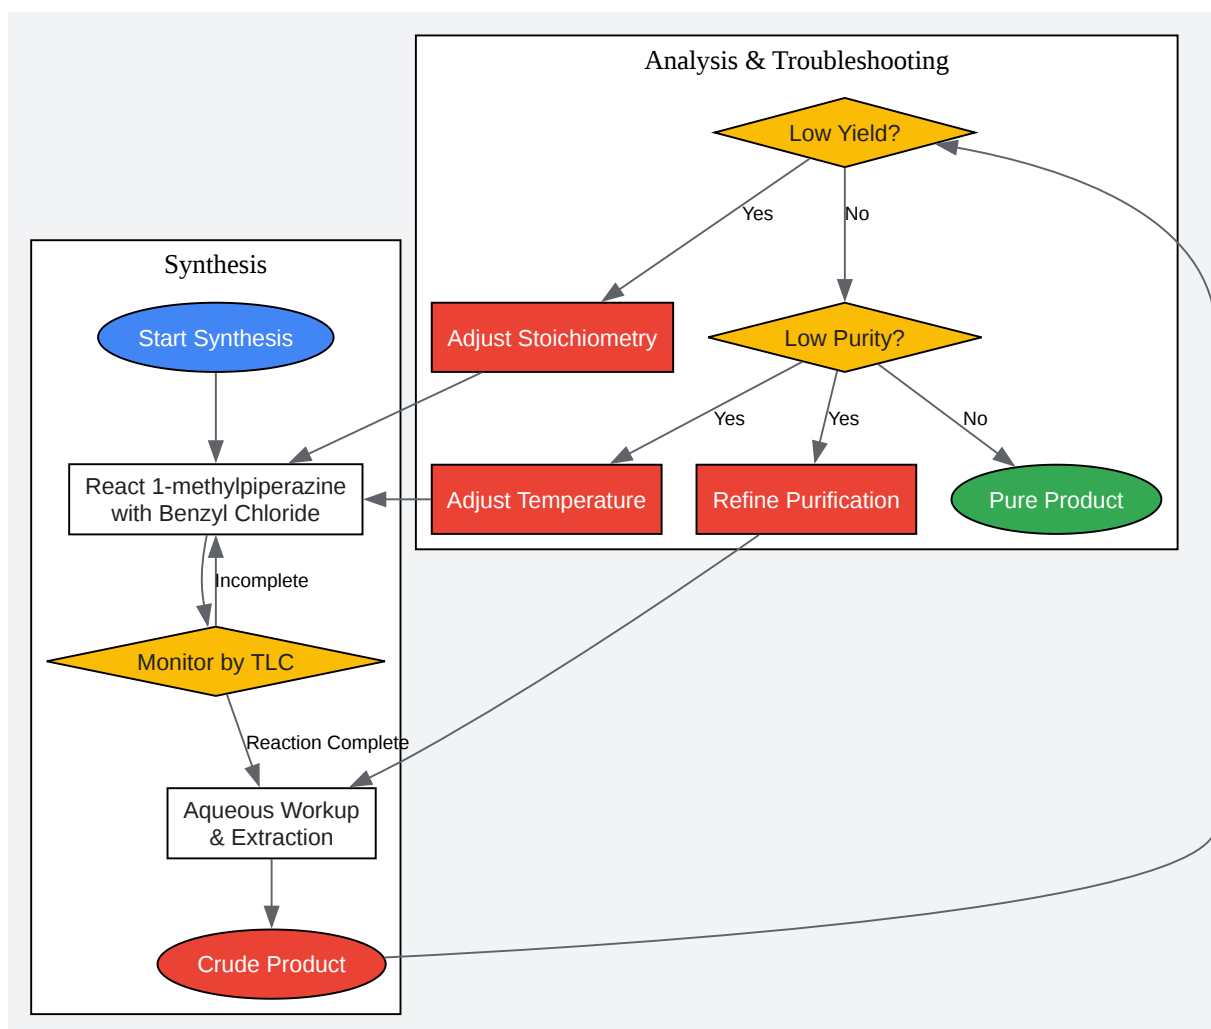 Analysis & Troubleshooting
Low Yield?
Yes
No
Synthesis
Start Synthesis
Adjust Stoichiometry
Low Purity?
Yes
Yes
No
React 1-methylpiperazine
with Benzyl Chloride
Adjust Temperature
Refine Purification
Pure Product
Incomplete
Monitor by TLC
Reaction Complete
Aqueous Workup
& Extraction
Crude Product